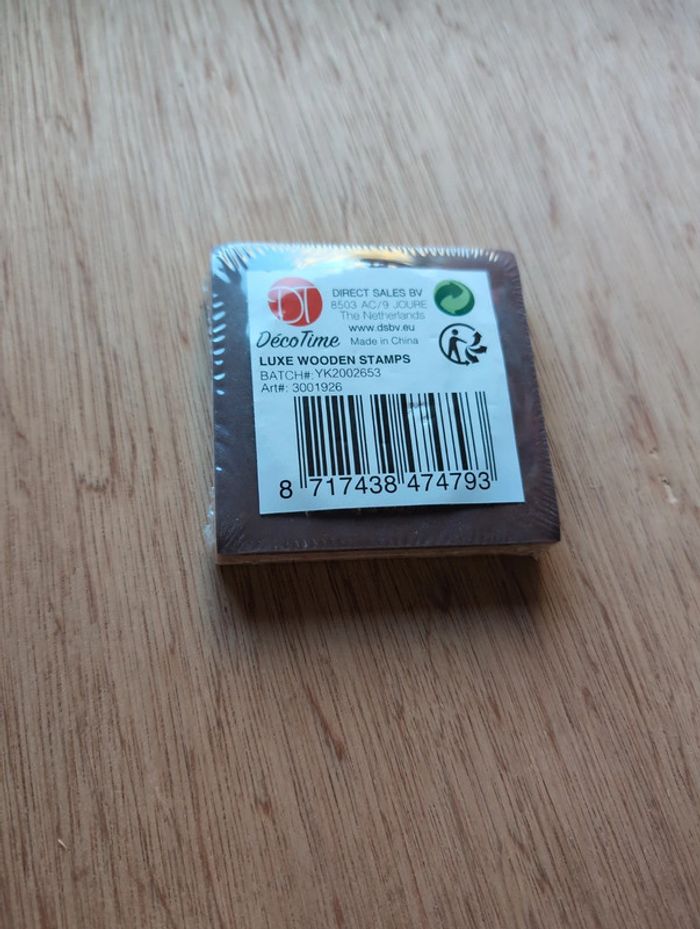 DT
DécoTime
DIRECT SALES BV
8503 AC/9 JOURE
The Netherlands
www.dsbv.eu
Made in China
LUXE WOODEN STAMPS
BATCH#: YK2002653
Art#: 3001926
8 717438 474793